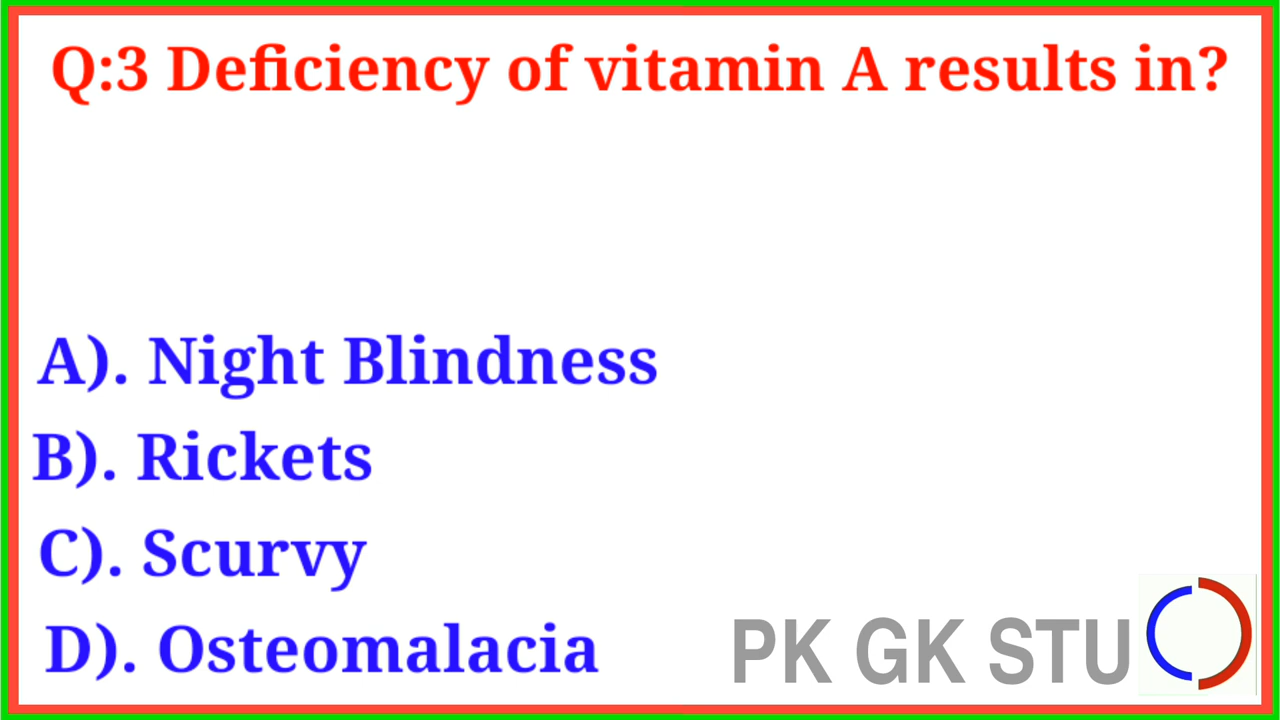 Q:3 Deficiency of vitamin A results in?
A). Night Blindness
B). Rickets
C). Scurvy
D). Osteomalacia
PK GK STU